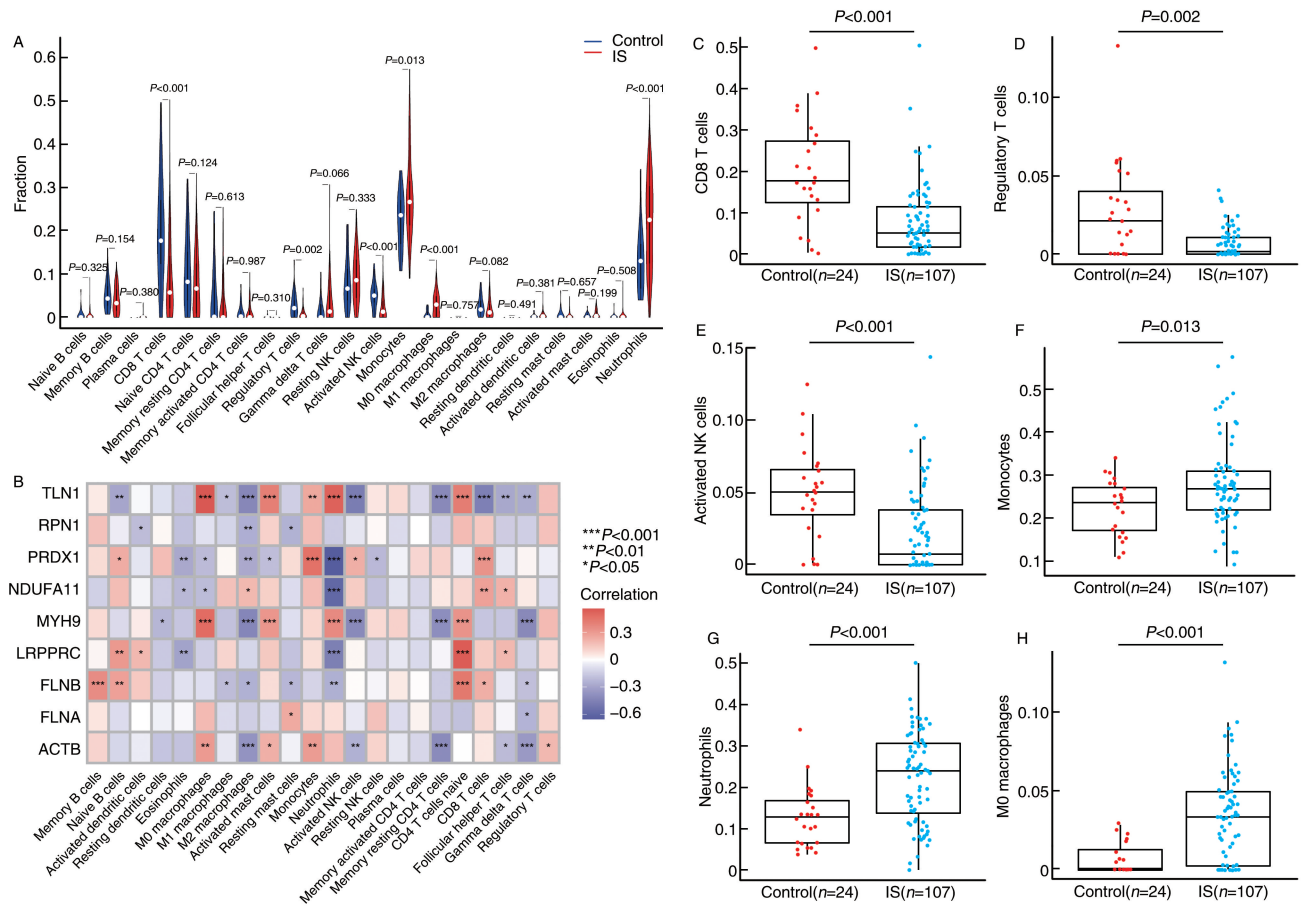 A
Control
IS
0.6
0.5
0.4
0.3
0.2
0.1
0
Fraction
P=0.325
P=0.154
P=0.380
P<0.001
P=0.124
P=0.613
P=0.987
P=0.310
P=0.002
P=0.066
P=0.333
P<0.001
P=0.013
P<0.001
P=0.757
P=0.082
P=0.491
P=0.381
P=0.657
P=0.199
P=0.508
P<0.001
Naive B cells
Memory B cells
Plasma cells
CD8 T cells
Naive CD4 T cells
Memory resting CD4 T cells
Memory activated CD4 T cells
Follicular helper T cells
Regulatory T cells
Gamma delta T cells
Resting NK cells
Activated NK cells
Monocytes
M0 macrophages
M1 macrophages
M2 macrophages
Resting dendritic cells
Activated dendritic cells
Resting mast cells
Activated mast cells
Eosinophils
Neutrophils
B
TLN1 ** *** * *** *** ** *** *** *** *** *** ** **
RPN1 * ** *
PRDX1 * ** * ** * *** *** * * ***
NDUFA11 * * * *** ** *
MYH9 * *** *** *** *** *** *** *** ***
LRPPRC ** * ** *** *** *
FLNB *** ** * * * ** *** * *
FLNA * *
ACTB ** *** * ** ** *** * *** *
***P<0.001
**P<0.01
*P<0.05
Correlation
0.3
0
−0.3
−0.6
Memory B cells
Naive B cells
Activated dendritic cells
Resting dendritic cells
Eosinophils
M0 macrophages
M1 macrophages
M2 macrophages
Activated mast cells
Resting mast cells
Monocytes
Neutrophils
Activated NK cells
Resting NK cells
Plasma cells
Memory activated CD4 T cells
Memory resting CD4 T cells
CD4 T cells naive
CD8 T cells
Follicular helper T cells
Gamma delta T cells
Regulatory T cells
C
P<0.001
0.5
0.4
0.3
0.2
0.1
0
CD8 T cells
Control(n=24) IS(n=107)
D
P=0.002
0.10
0.05
0
Regulatory T cells
Control(n=24) IS(n=107)
E
P<0.001
0.15
0.10
0.05
0
Activated NK cells
Control(n=24) IS(n=107)
F
P=0.013
0.5
0.4
0.3
0.2
0.1
Monocytes
Control(n=24) IS(n=107)
G
P<0.001
0.5
0.4
0.3
0.2
0.1
0
Neutrophils
Control(n=24) IS(n=107)
H
P<0.001
0.10
0.05
0
M0 macrophages
Control(n=24) IS(n=107)